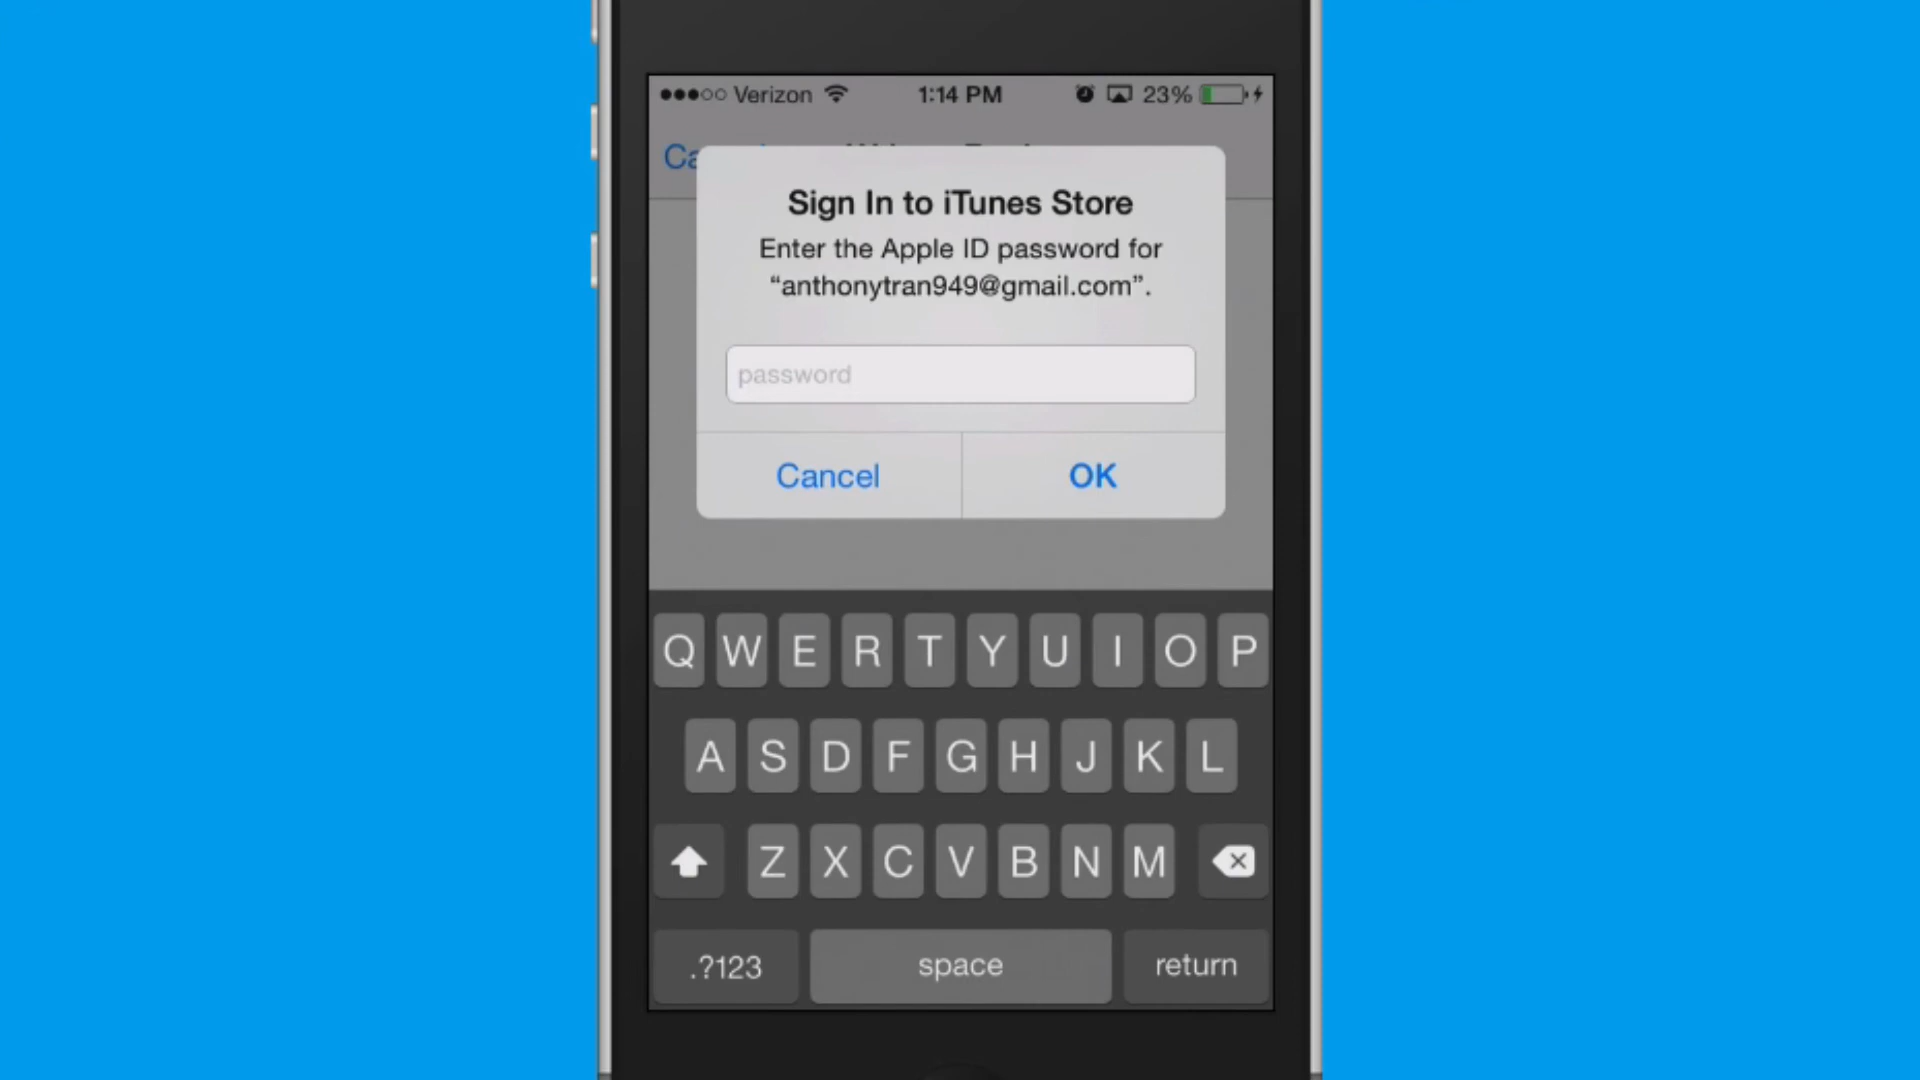 Verizon 1:14 PM 23%
Sign In to iTunes Store
Enter the Apple ID password for
“anthonytran949@gmail.com”.
password
Cancel OK
Q W E R T Y U I O P
A S D F G H J K L
Z X C V B N M
.?123 space return